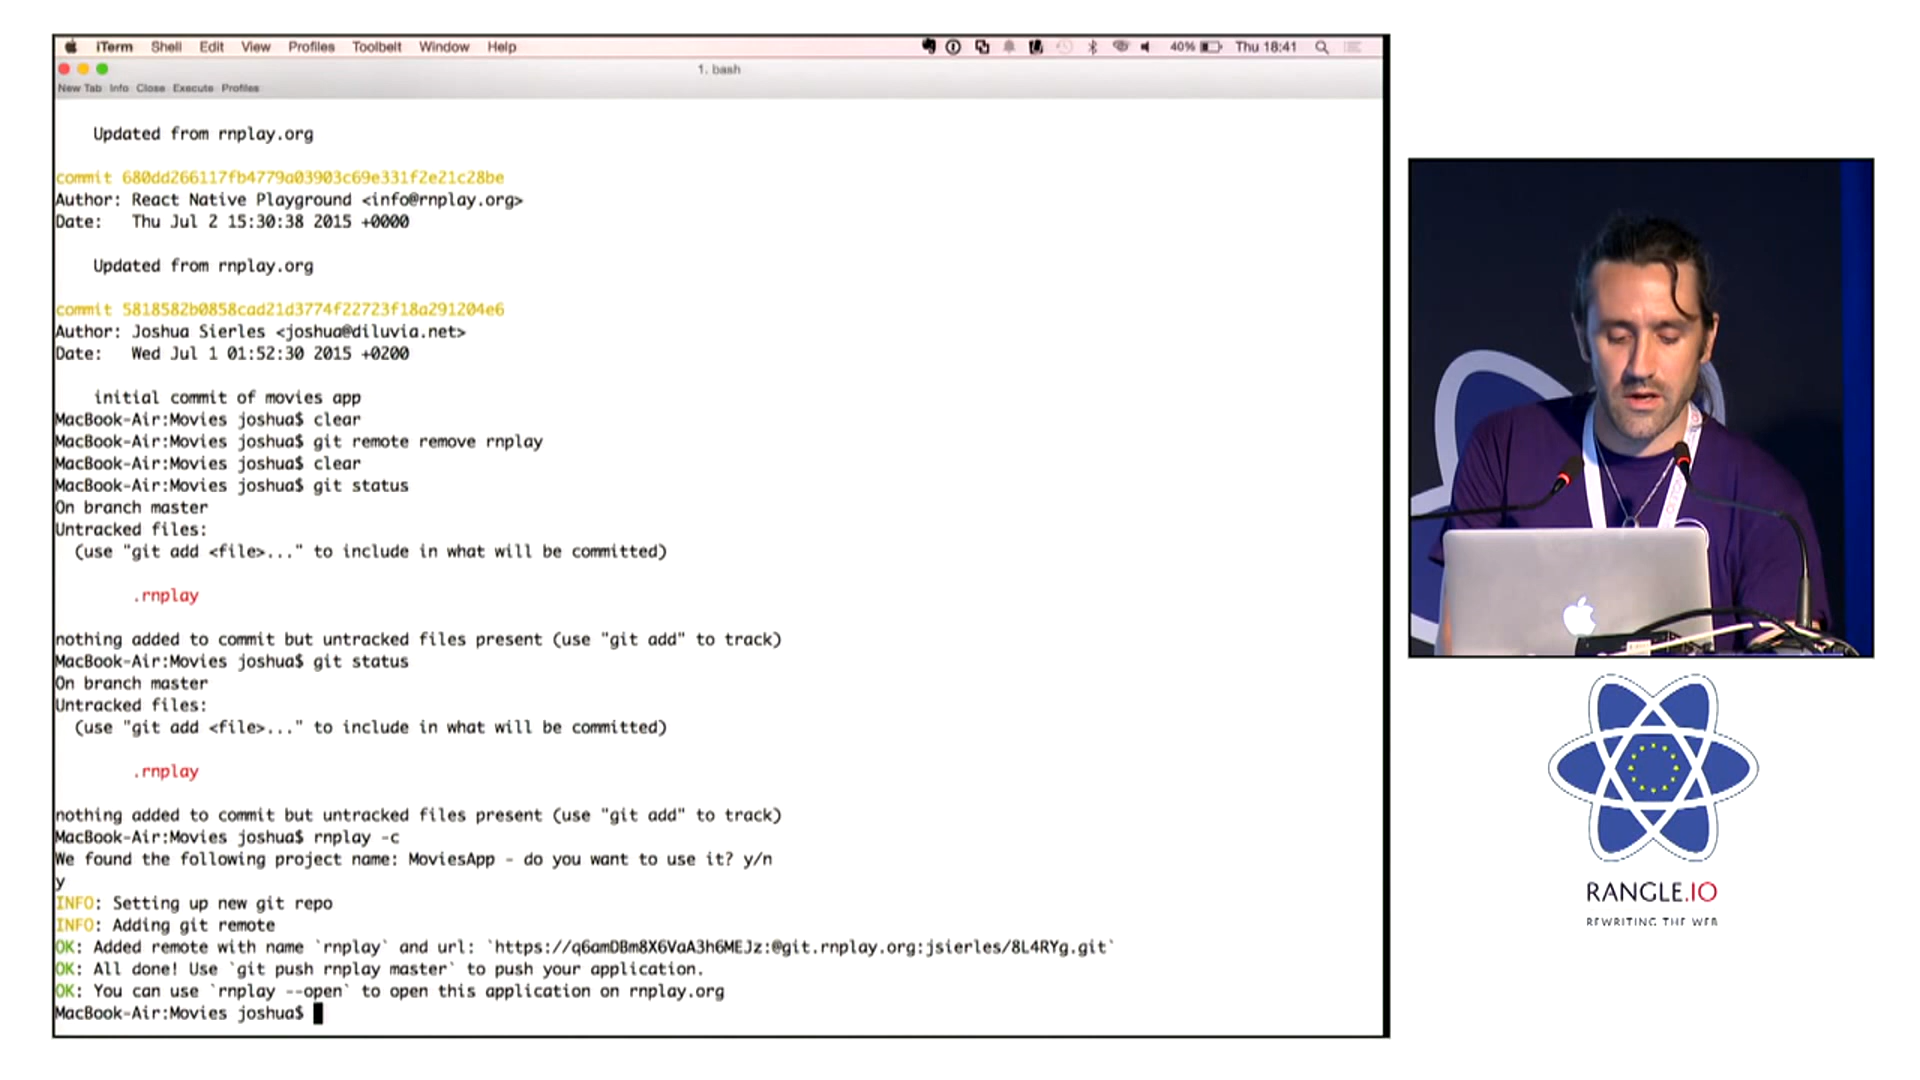 iTerm Shell Edit View Profiles Toolbelt Window Help 40% Thu 18:41
1. bash
New Tab Info Close Execute Profiles
Updated from rnplay.org
commit 680dd266117fb4779a03903c69e331f2e21c28be
Author: React Native Playground <info@rnplay.org>
Date: Thu Jul 2 15:30:38 2015 +0000
Updated from rnplay.org
commit 5818582b0858cad21d3774f22723f18a291204e6
Author: Joshua Sierles <joshua@diluvia.net>
Date: Wed Jul 1 01:52:30 2015 +0200
initial commit of movies app
MacBook-Air:Movies joshua$ clear
MacBook-Air:Movies joshua$ git remote remove rnplay
MacBook-Air:Movies joshua$ clear
MacBook-Air:Movies joshua$ git status
On branch master
Untracked files:
(use "git add <file>..." to include in what will be committed)
.rnplay
nothing added to commit but untracked files present (use "git add" to track)
MacBook-Air:Movies joshua$ git status
On branch master
Untracked files:
(use "git add <file>..." to include in what will be committed)
.rnplay
nothing added to commit but untracked files present (use "git add" to track)
MacBook-Air:Movies joshua$ rnplay -c
We found the following project name: MoviesApp - do you want to use it? y/n
y
INFO: Setting up new git repo
INFO: Adding git remote
OK: Added remote with name `rnplay` and url: `https://q6amDBm8X6VaA3h6MEJz:@git.rnplay.org:jsierles/8L4RYg.git`
OK: All done! Use `git push rnplay master` to push your application.
OK: You can use `rnplay --open` to open this application on rnplay.org
MacBook-Air:Movies joshua$
RANGLE.IO
REWRITING THE WEB